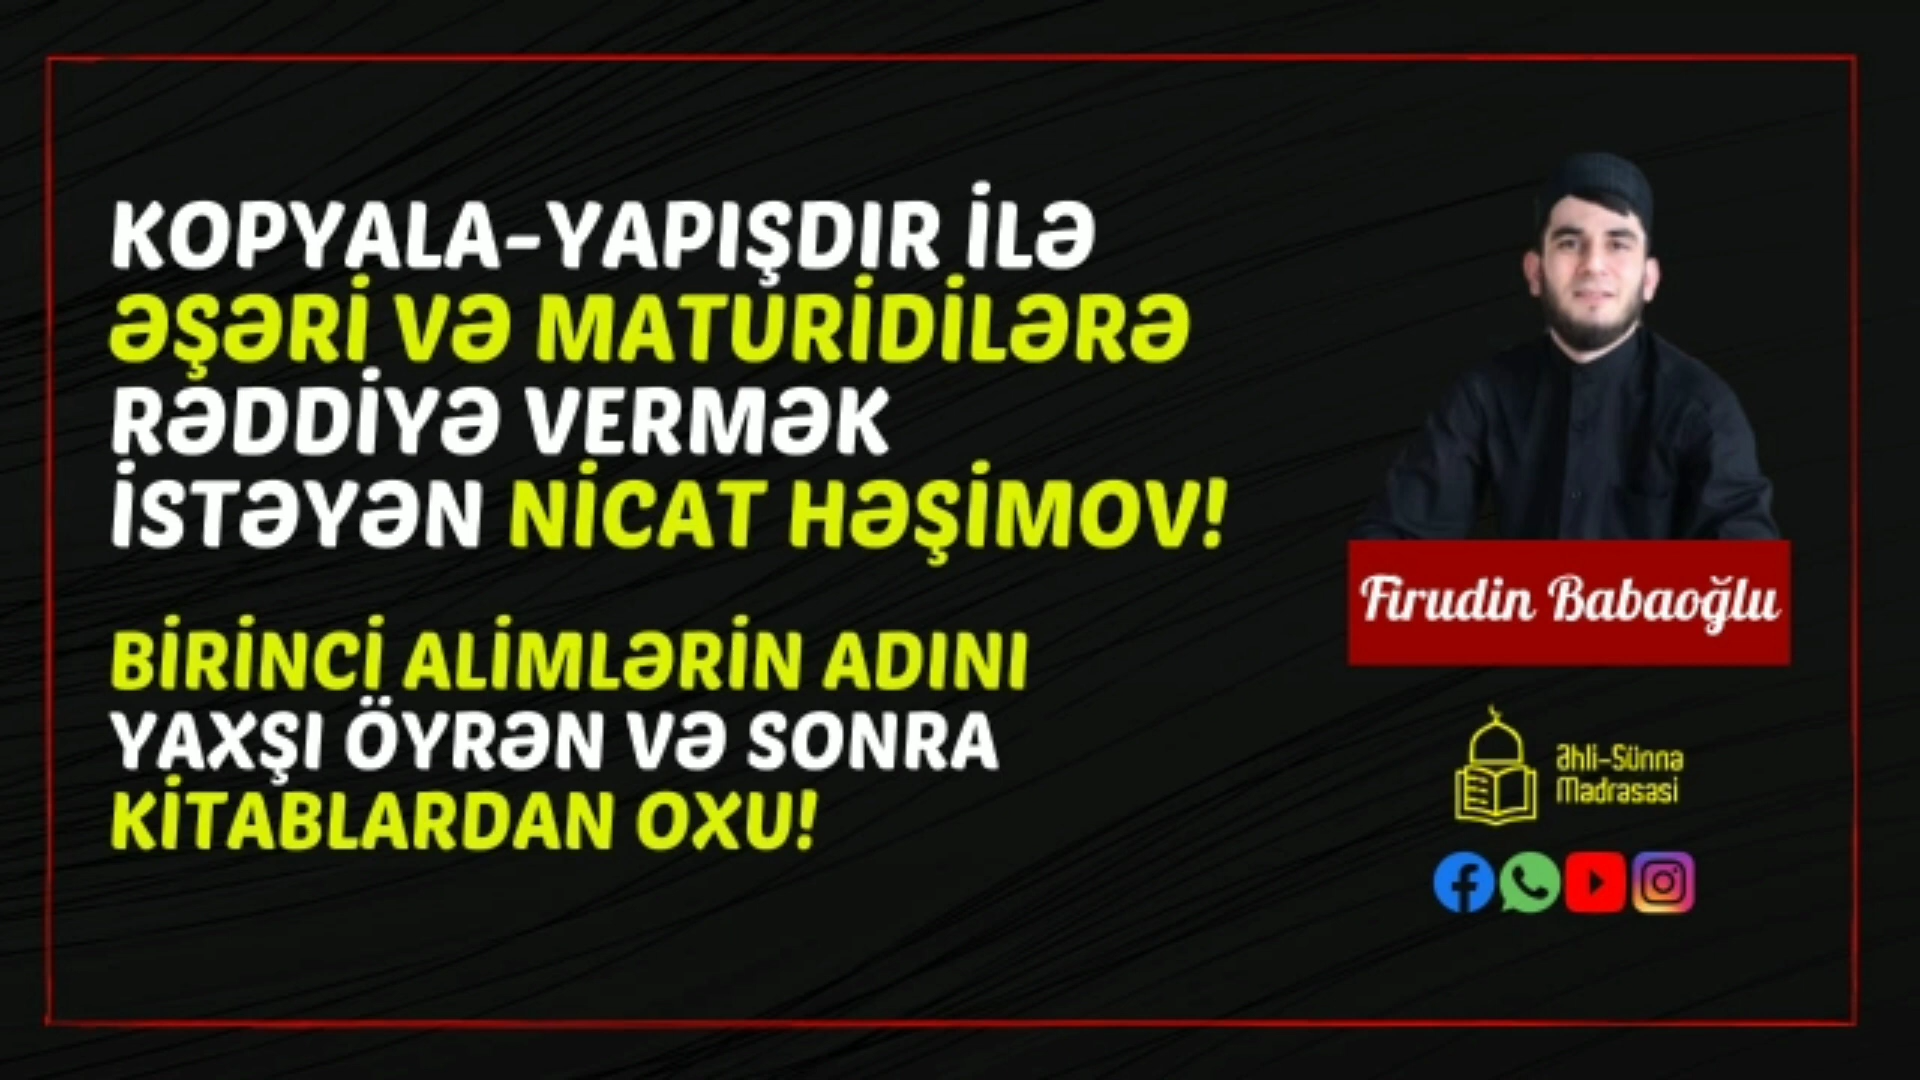 KOPYALA-YAPIŞDIR İLƏ
ƏŞƏRİ VƏ MATURİDİLƏRƏ
RƏDDİYƏ VERMƏK
İSTƏYƏN NİCAT HƏŞİMOV!
BİRİNCİ ALİMLƏRİN ADINI
YAXŞI ÖYRƏN VƏ SONRA
KİTABLARDAN OXU!
Firudin Babaoğlu
Əhli-Sünnə
Mədrəsəsi